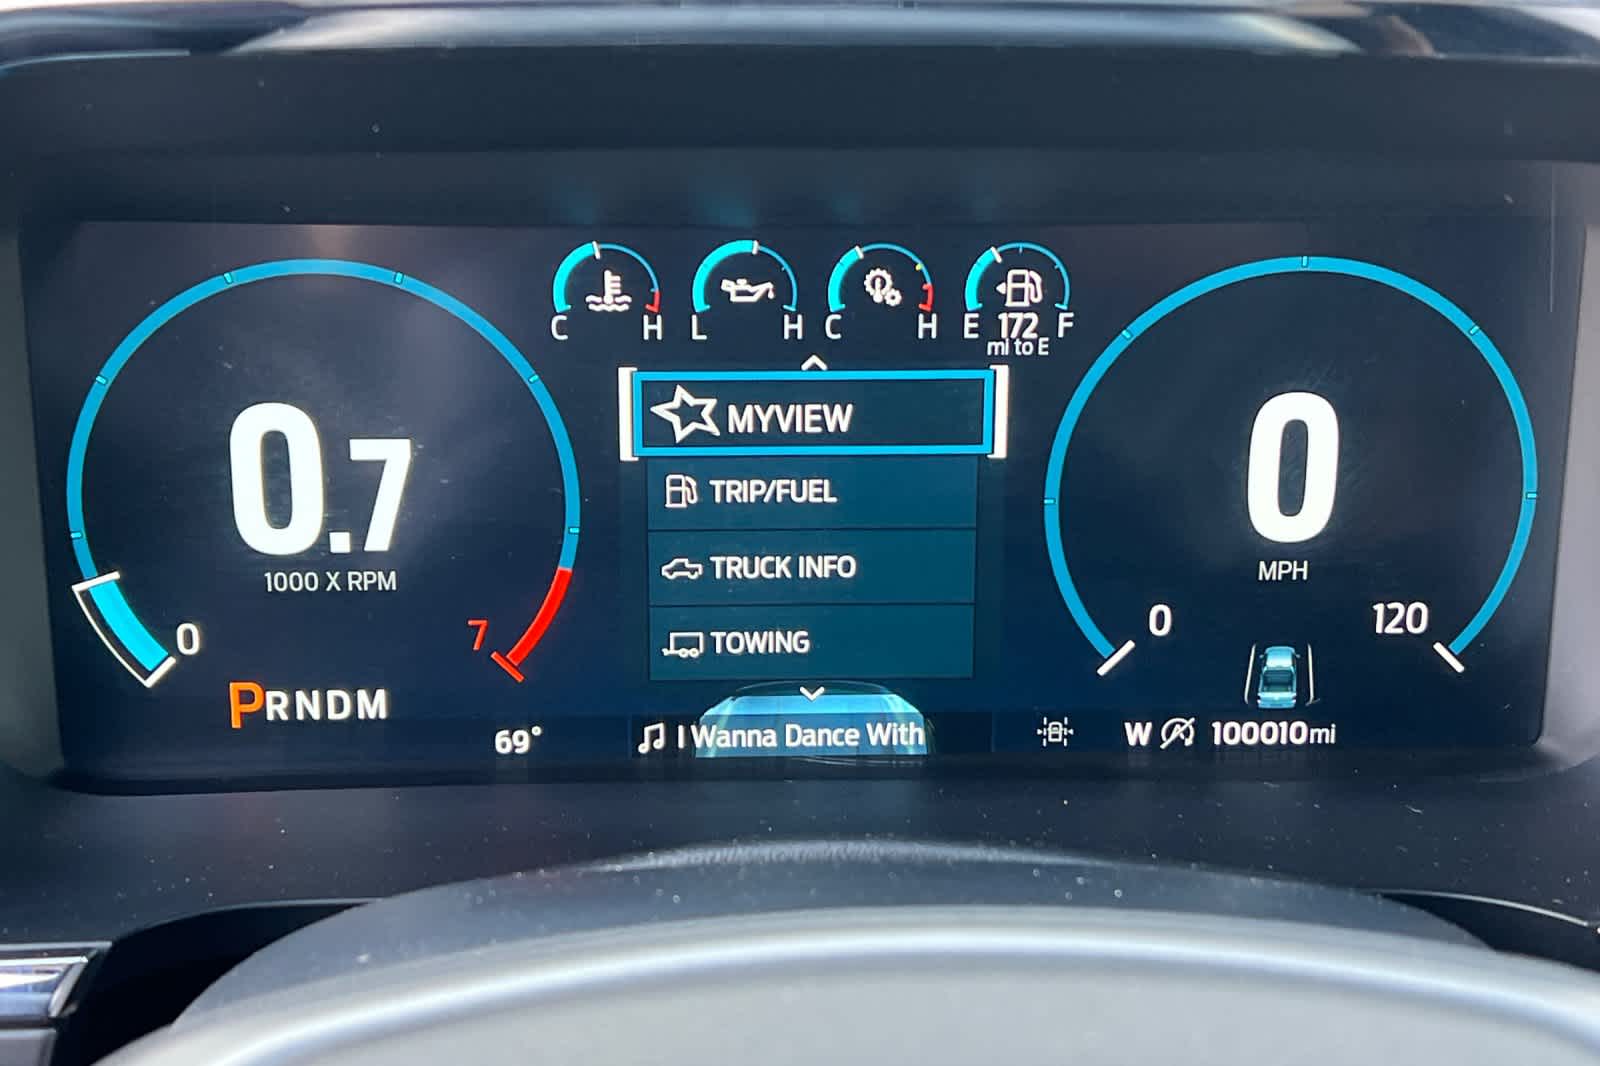 C H L H C H E 172 F
mi to E
MYVIEW
TRIP/FUEL
TRUCK INFO
TOWING
0.7
1000 X RPM
0
7
PRNDM
69°
I Wanna Dance With
0
MPH
0
120
W
100010mi